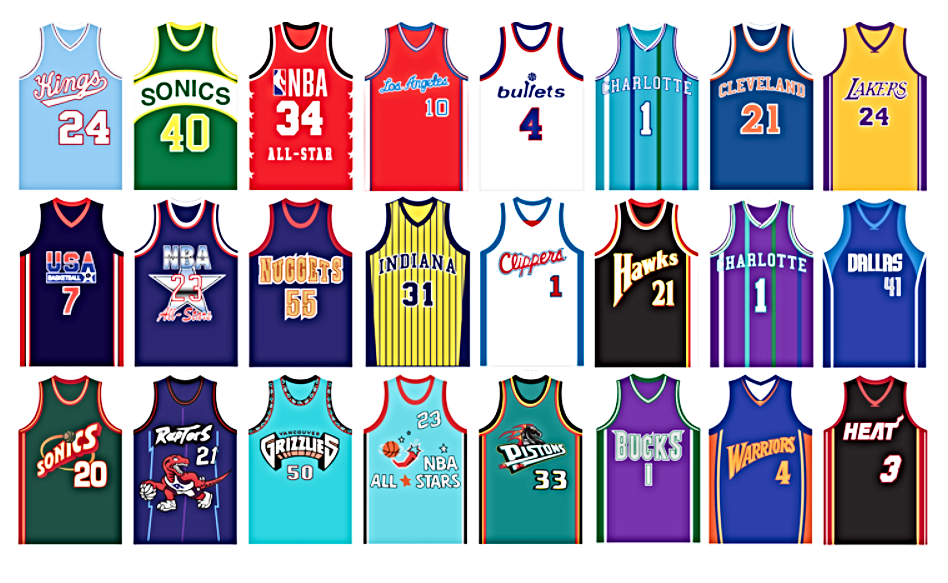 Kings
24
SONICS
40
NBA
34
ALL-STAR
Los Angeles
10
bullets
4
CHARLOTTE
1
CLEVELAND
21
LAKERS
24
USA
BASKETBALL
7
NBA
23
All-Stars
NUGGETS
55
INDIANA
31
Clippers
1
Hawks
21
CHARLOTTE
1
DALLAS
41
SONICS
20
RAPTORS
21
VANCOUVER
GRIZZLIES
50
23
NBA
ALL STARS
PISTONS
33
BUCKS
1
WARRIORS
4
HEAT
3